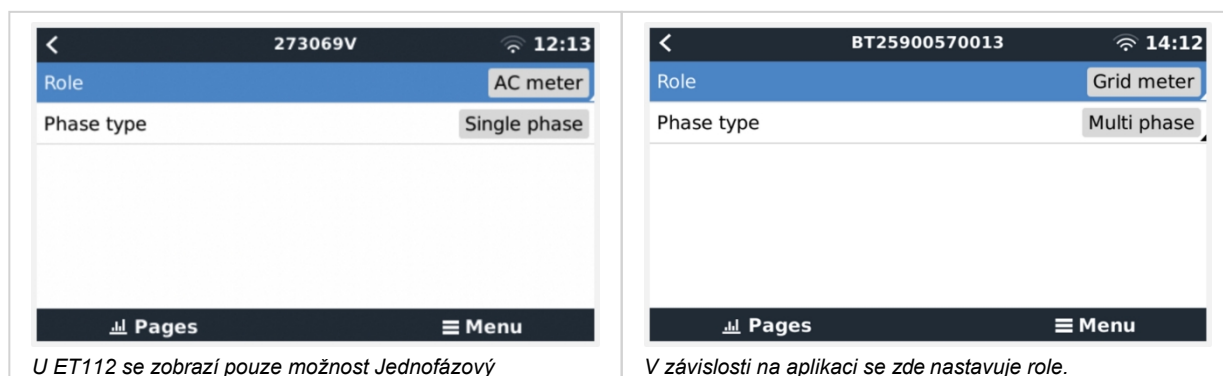 273069V 12:13
Role AC meter
Phase type Single phase
Pages Menu
U ET112 se zobrazí pouze možnost Jednofázový
BT25900570013 14:12
Role Grid meter
Phase type Multi phase
Pages Menu
V závislosti na aplikaci se zde nastavuje role.